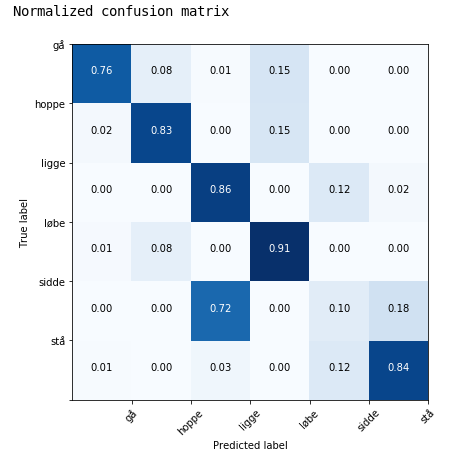 Normalized confusion matrix
gå
0.76 0.08 0.01 0.15 0.00 0.00
hoppe
0.02 0.83 0.00 0.15 0.00 0.00
ligge
0.00 0.00 0.86 0.00 0.12 0.02
True label
løbe
0.01 0.08 0.00 0.91 0.00 0.00
sidde
0.00 0.00 0.72 0.00 0.10 0.18
stå
0.01 0.00 0.03 0.00 0.12 0.84
gå hoppe ligge løbe sidde stå
Predicted label